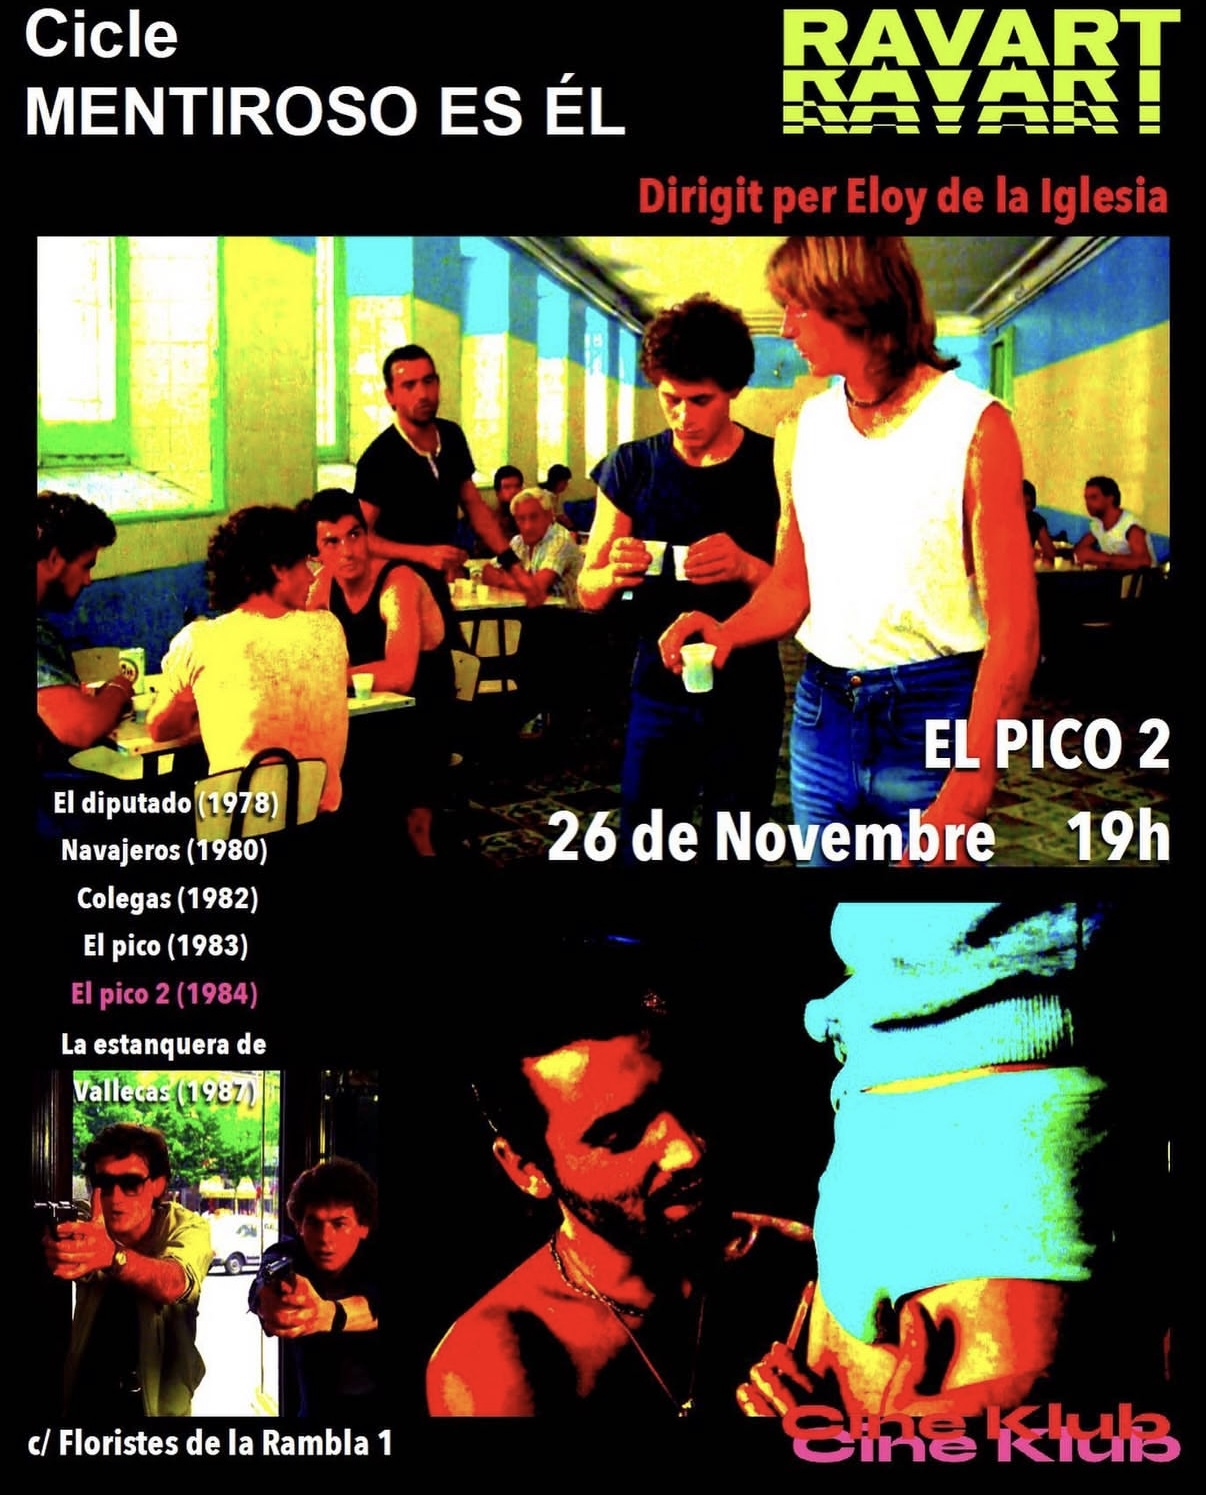 Cicle
MENTIROSO ES ÉL
RAVART
RAVART
RAVART
Dirigit per Eloy de la Iglesia
EL PICO 2
26 de Novembre 19h
El diputado (1978)
Navajeros (1980)
Colegas (1982)
El pico (1983)
El pico 2 (1984)
La estanquera de
Vallecas (1987)
c/ Floristes de la Rambla 1
Cine Klub
Cine Klub